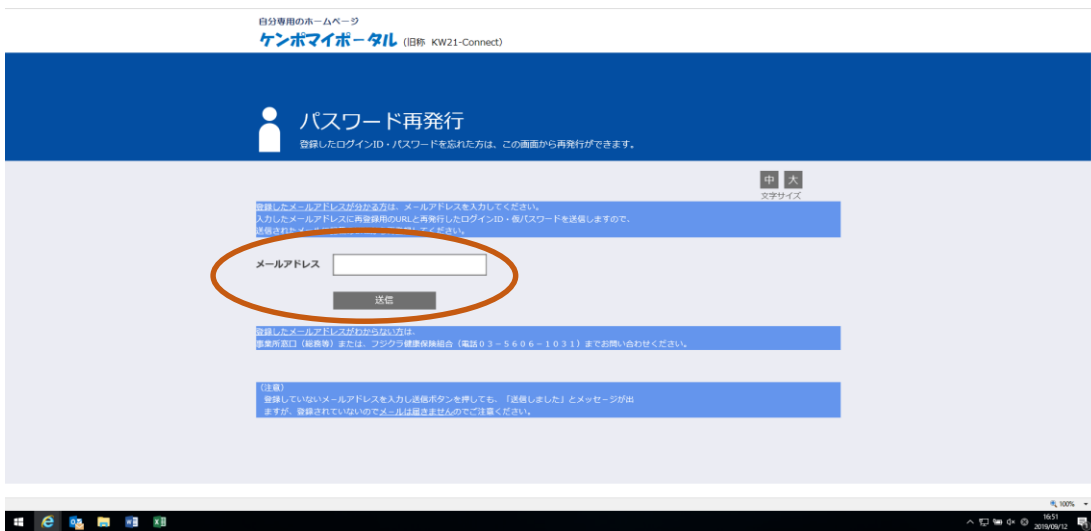 自分専用のホームページ
ケンポマイポータル (旧称 KW21-Connect)
パスワード再発行
登録したログインID・パスワードを忘れた方は、この画面から再発行ができます。
中 大
文字サイズ
登録したメールアドレスが分かる方は、メールアドレスを入力してください。
入力したメールアドレスに再登録用のURLと再発行したログインID・仮パスワードを送信しますので、
送信された
してください。
メールアドレス
送信
登録したメールアドレスがわからない方は、
事業所窓口(総務等)または、フジクラ健康保険組合(電話03-5606-1031)までお問い合わせください。
(注意)
登録していないメールアドレスを入力し送信ボタンを押しても、「送信しました」とメッセージが出
ますが、登録されていないのでメールは届きませんのでご注意ください。
100%
16:51
2019/09/12